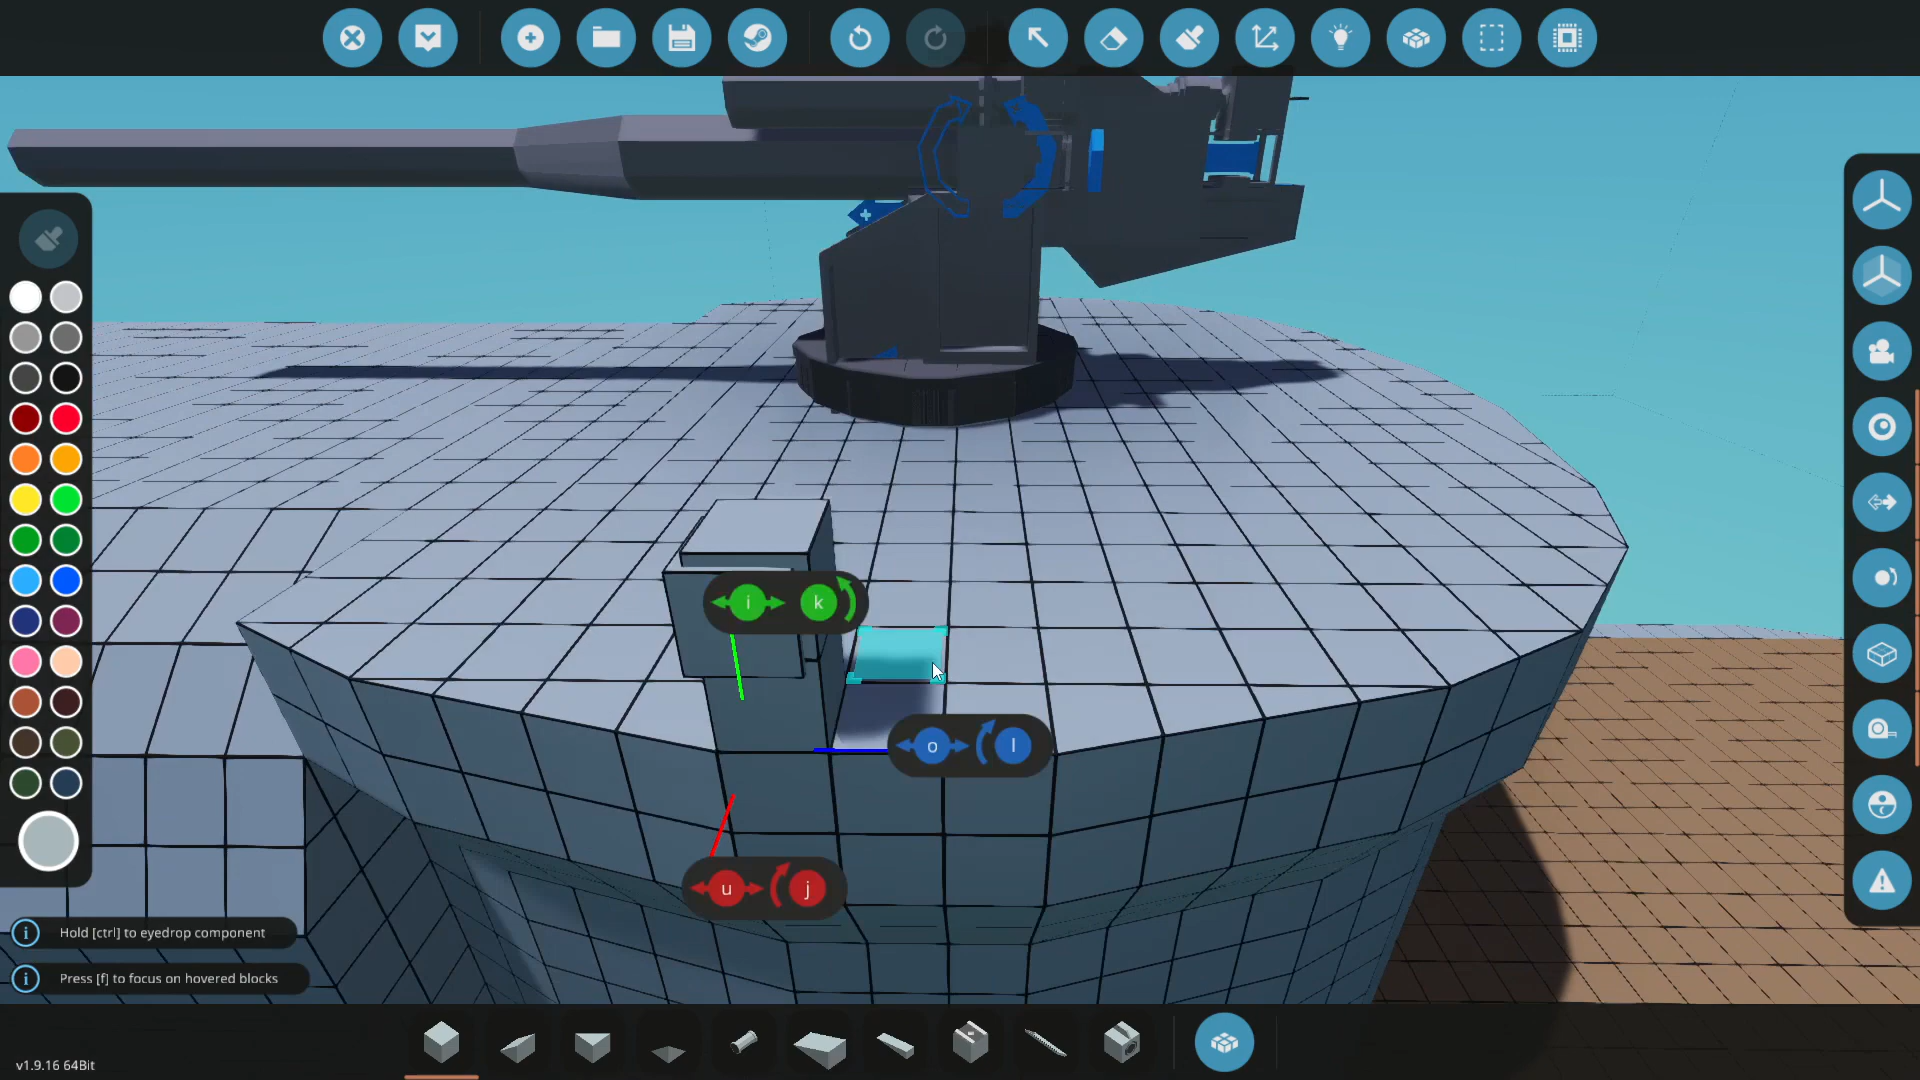 i k
o l
u j
Hold [ctrl] to eyedrop component
Press [f] to focus on hovered blocks
v1.9.16 64Bit